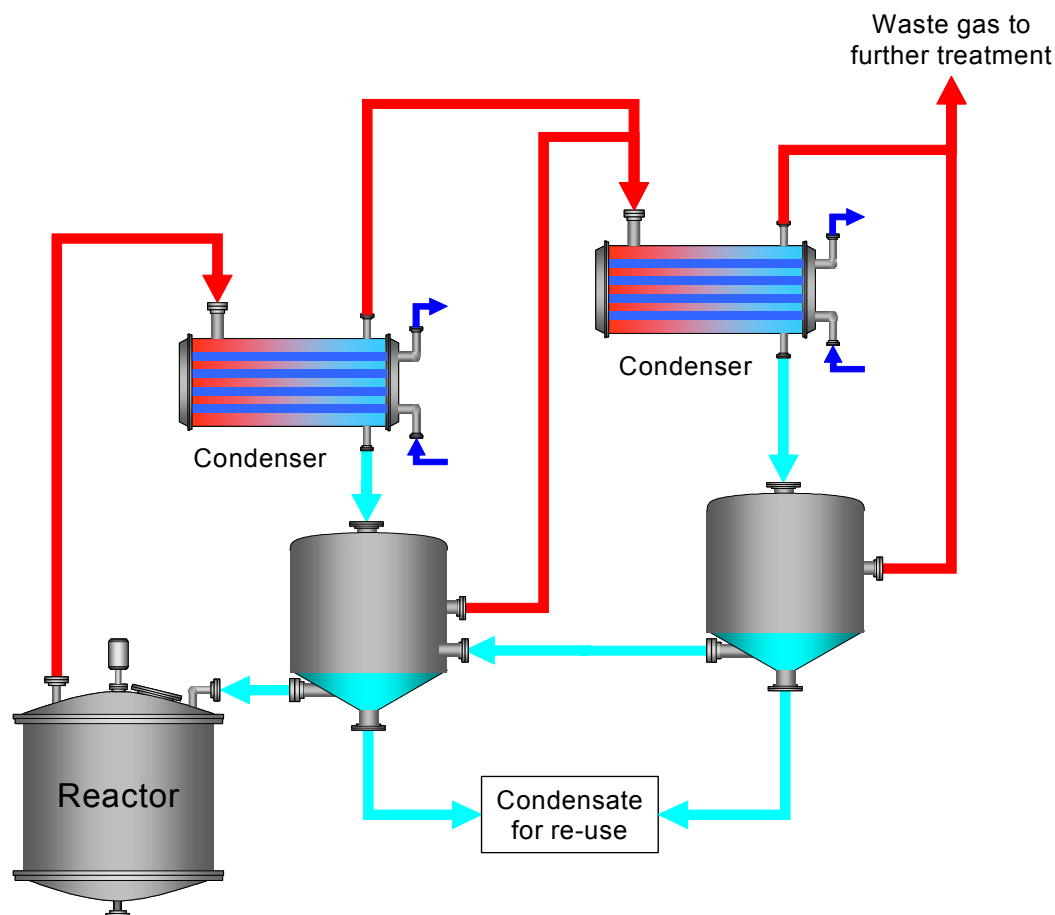 Waste gas to
further treatment
Condenser
Condenser
Reactor
Condensate
for re-use